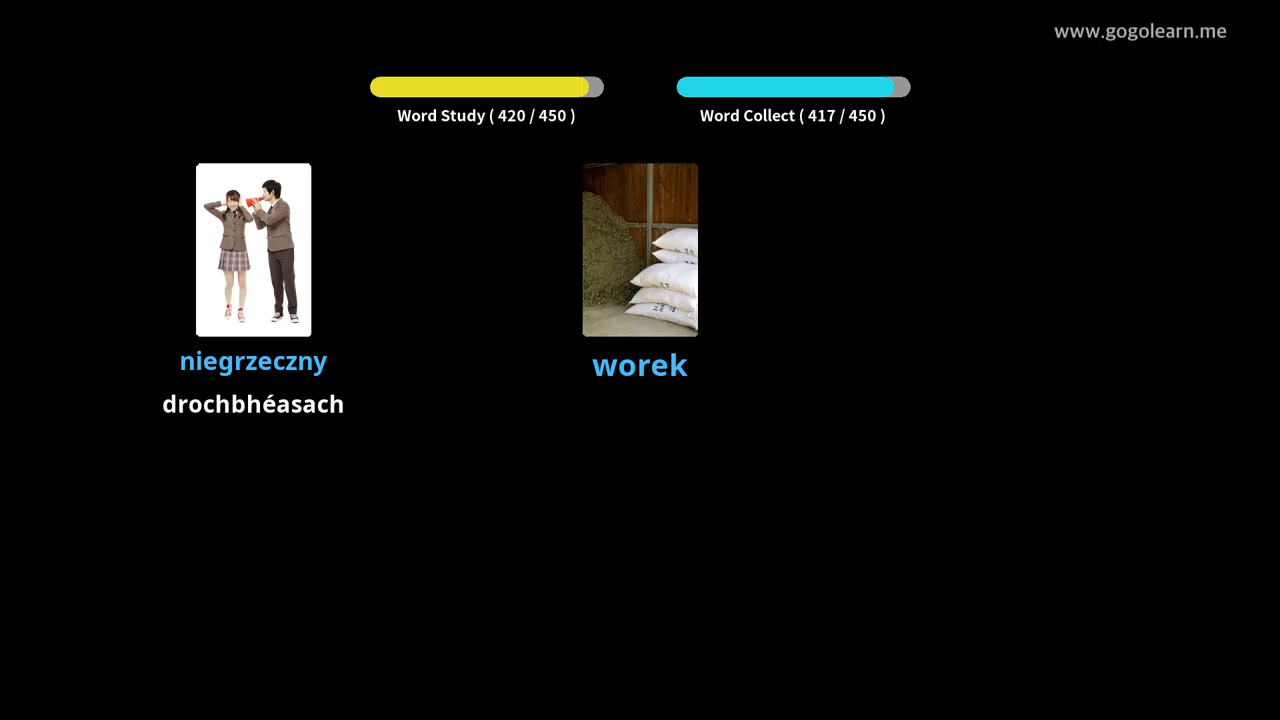 www.gogolearn.me
Word Study ( 420 / 450 )
Word Collect ( 417 / 450 )
niegrzeczny
worek
drochbhéasach